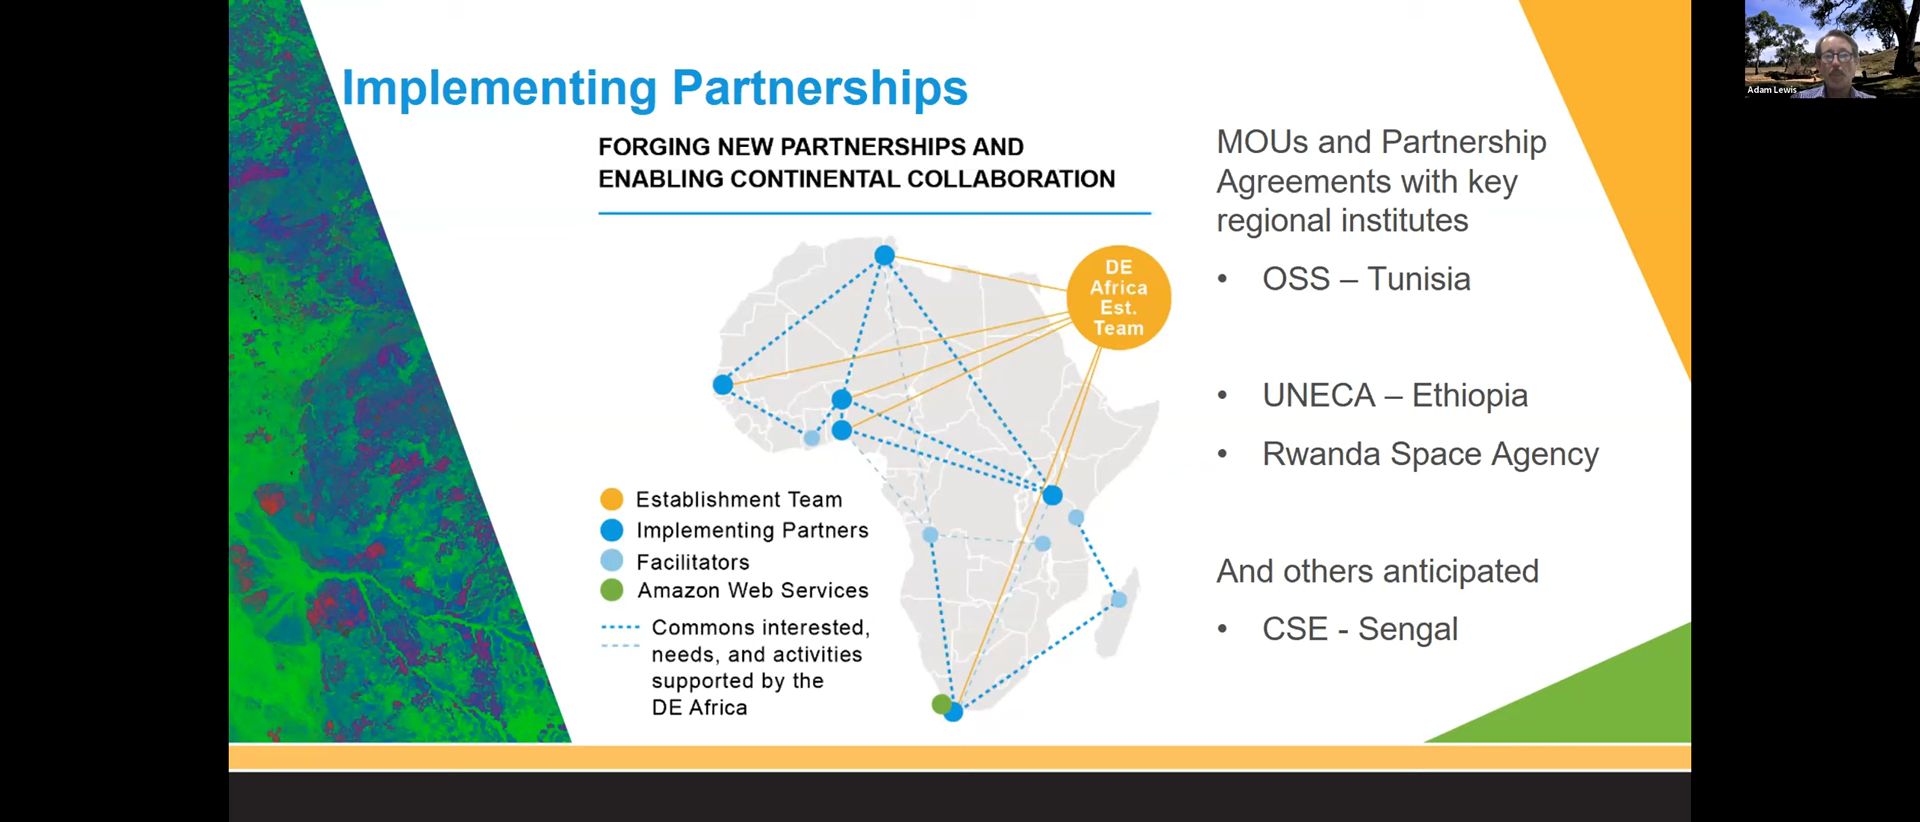 Implementing Partnerships
FORGING NEW PARTNERSHIPS AND
ENABLING CONTINENTAL COLLABORATION
DE
Africa
Est.
Team
Establishment Team
Implementing Partners
Facilitators
Amazon Web Services
Commons interested,
needs, and activities
supported by the
DE Africa
MOUs and Partnership
Agreements with key
regional institutes
• OSS – Tunisia
• UNECA – Ethiopia
• Rwanda Space Agency
And others anticipated
• CSE - Sengal
Adam Lewis